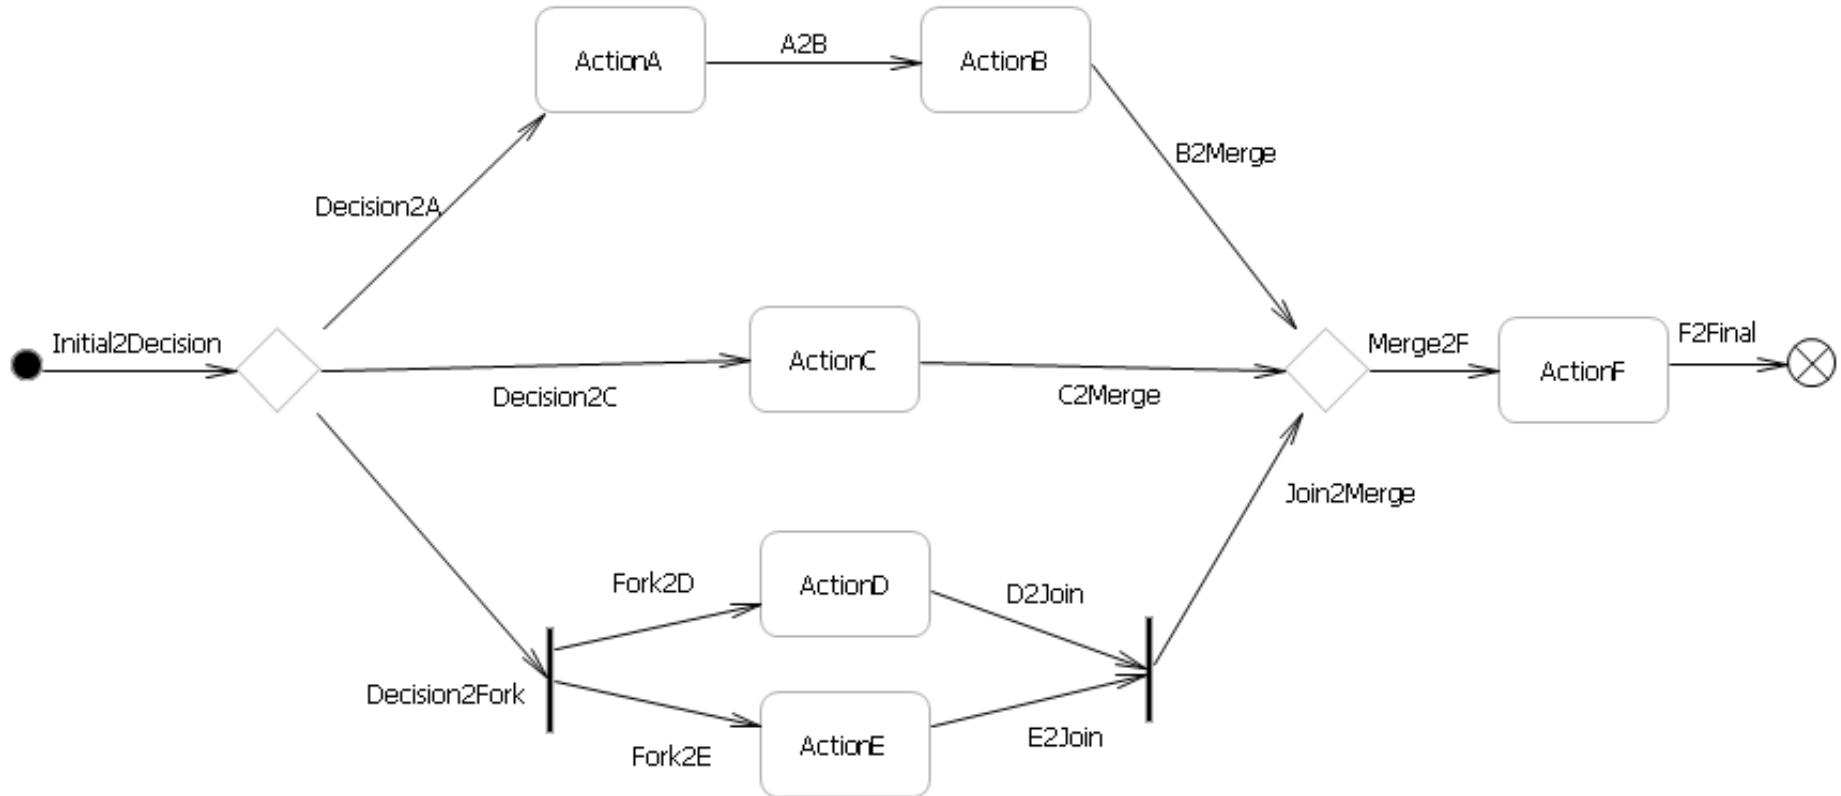 ActionA
A2B
ActionB
B2Merge
Decision2A
Initial2Decision
Decision2C
ActionC
C2Merge
Merge2F
ActionF
F2Final
Join2Merge
Fork2D
ActionD
D2Join
Decision2Fork
Fork2E
ActionE
E2Join